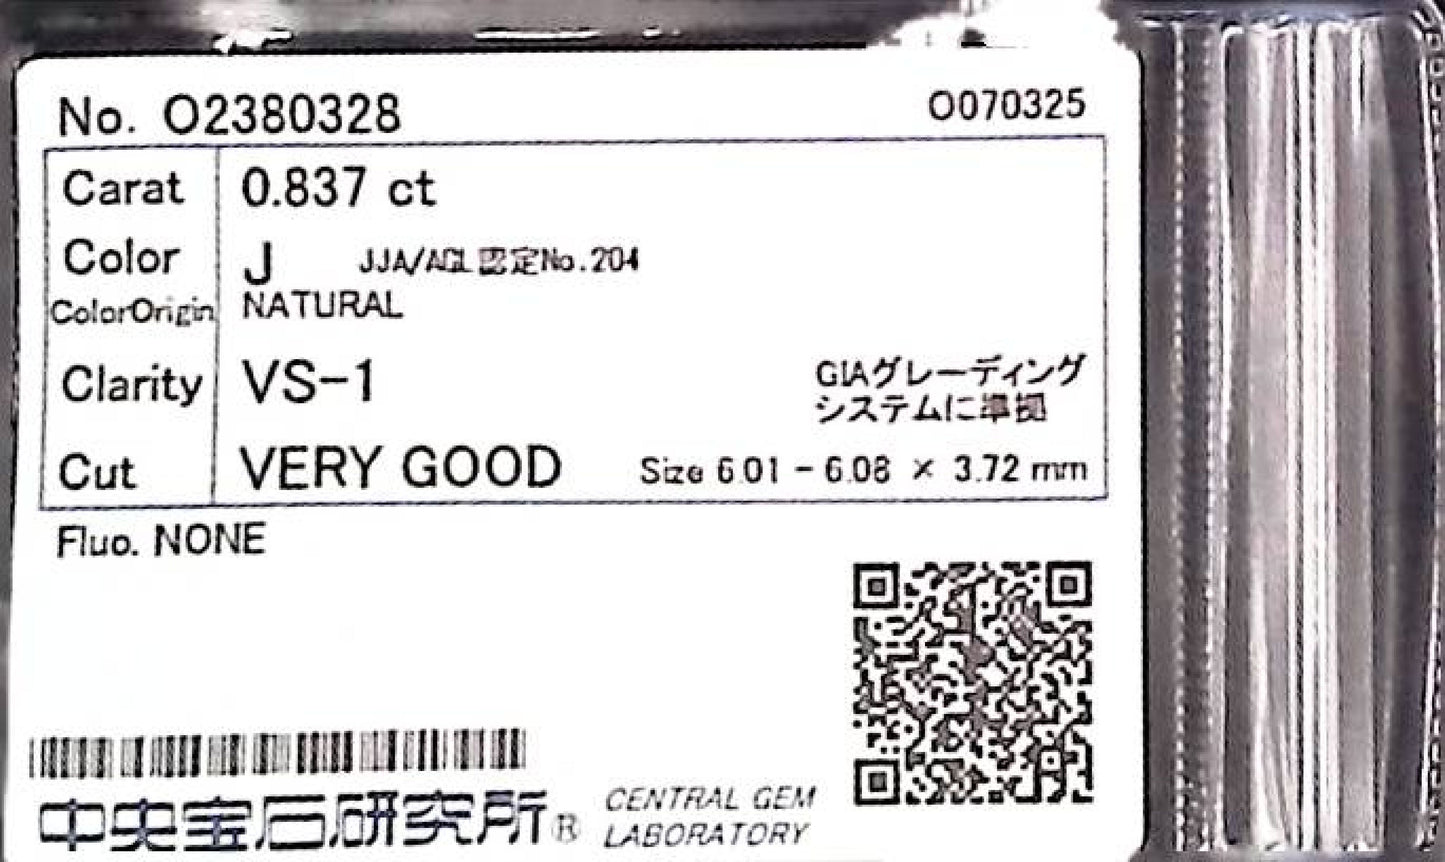 No. O2380328
O070325
Carat 0.837 ct
Color J JJA/AGL認定No.204
ColorOrigin NATURAL
Clarity VS-1
GIAグレーディング
システムに準拠
Cut VERY GOOD Size 6.01 - 6.08 × 3.72 mm
Fluo. NONE
中央宝石研究所®
CENTRAL GEM
LABORATORY